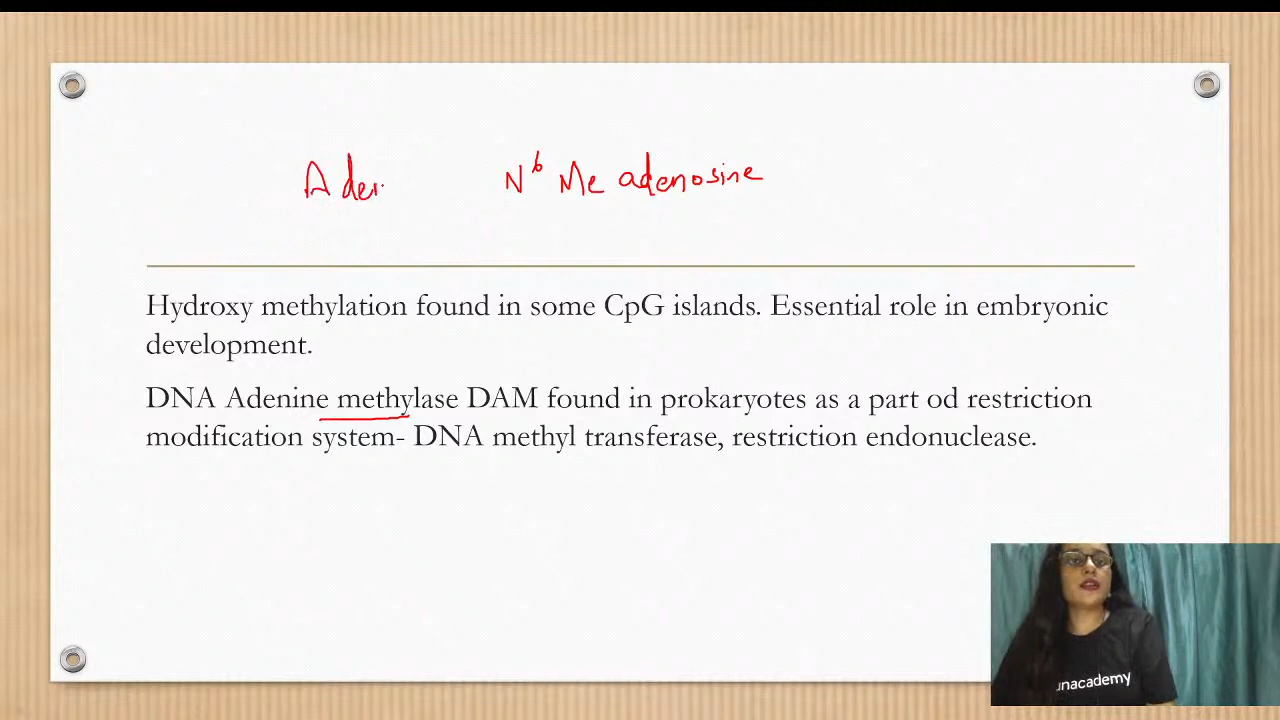 Ader N6 Me adenosine
Hydroxy methylation found in some CpG islands. Essential role in embryonic
development.
DNA Adenine methylase DAM found in prokaryotes as a part od restriction
modification system- DNA methyl transferase, restriction endonuclease.
unacademy